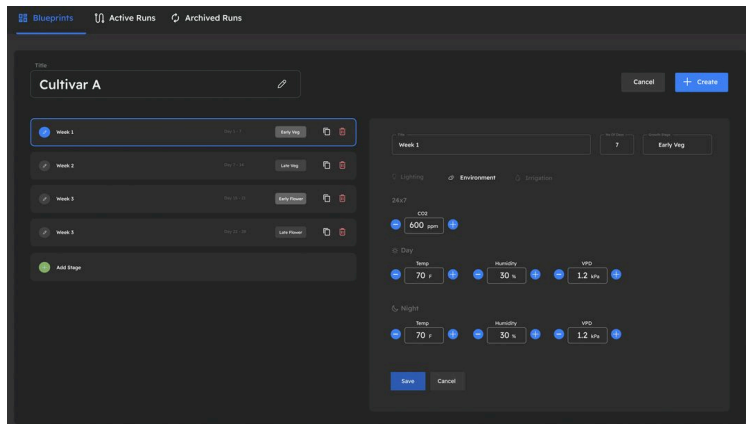 Blueprints
Active Runs
Archived Runs
Title
Cultivar A
Cancel
Create
Week 1
Early Veg
Week 2
Late Veg
Week 3
Early Flower
Week 3
Late Flower
Add Stage
Title
Week 1
7
Early Veg
Lighting
Environment
Irrigation
24x7
CO2
600 ppm
Day
Temp
Humidity
VPD
70 F
30 %
1.2 kPa
Night
Temp
Humidity
VPD
70 F
30 %
1.2 kPa
Save
Cancel